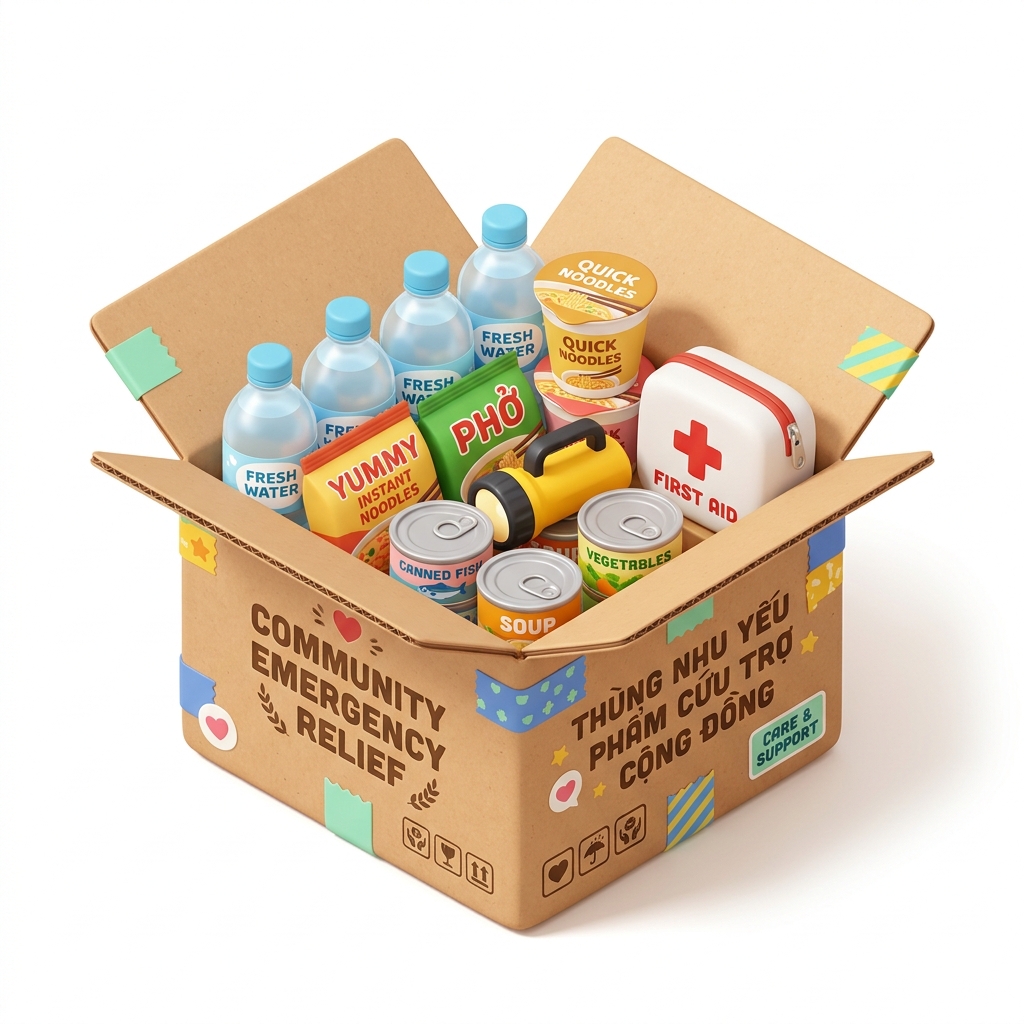 QUICK
NOODLES
QUICK
NOODLES
FRESH
WATER
FRESH
FRESH
WATER
PHỞ
YUMMY
INSTANT
NOODLES
FIRST AID
CANNED FISH
VEGETABLES
SOUP
COMMUNITY
EMERGENCY
RELIEF
THÙNG NHU YẾU
PHẨM CỨU TRỢ
CỘNG ĐỒNG
CARE &
SUPPORT